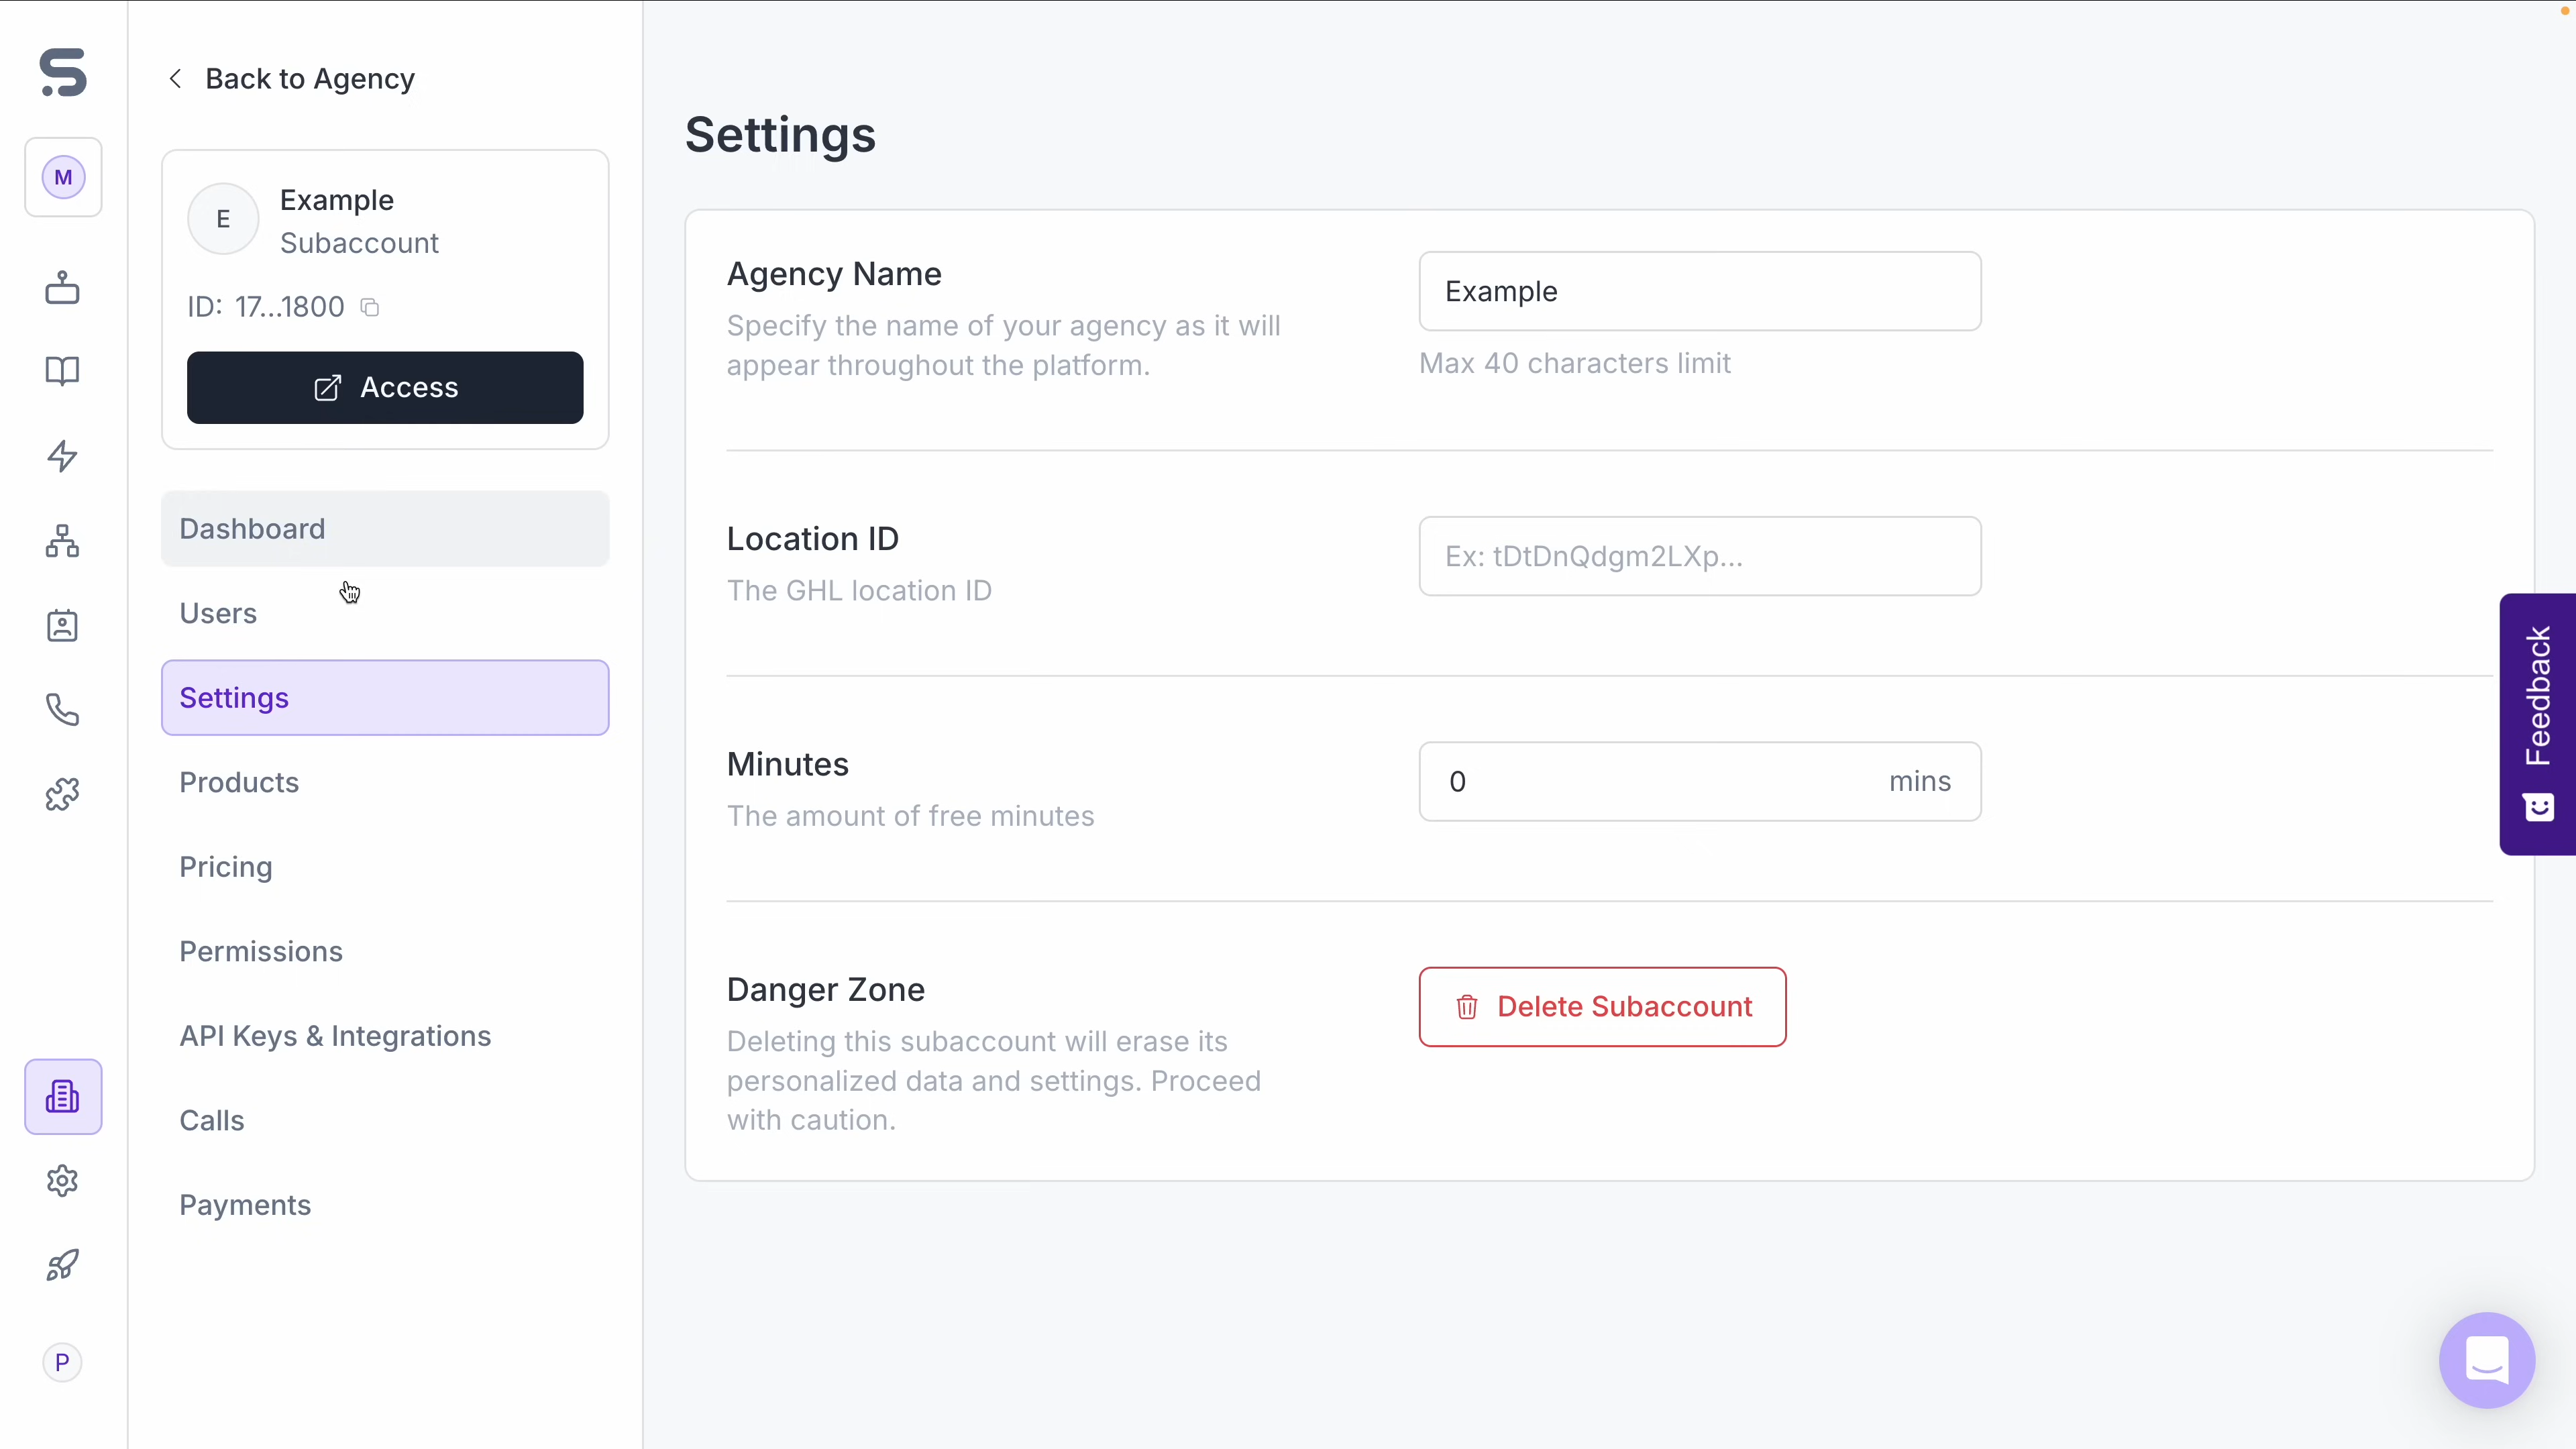 Back to Agency
M
E
Example
Subaccount
ID: 17...1800
Access
Dashboard
Users
Settings
Products
Pricing
Permissions
API Keys & Integrations
Calls
Payments
P
Settings
Agency Name
Specify the name of your agency as it will
appear throughout the platform.
Example
Max 40 characters limit
Location ID
The GHL location ID
Ex: tDtDnQdgm2LXp...
Minutes
The amount of free minutes
0 mins
Danger Zone
Deleting this subaccount will erase its
personalized data and settings. Proceed
with caution.
Delete Subaccount
Feedback